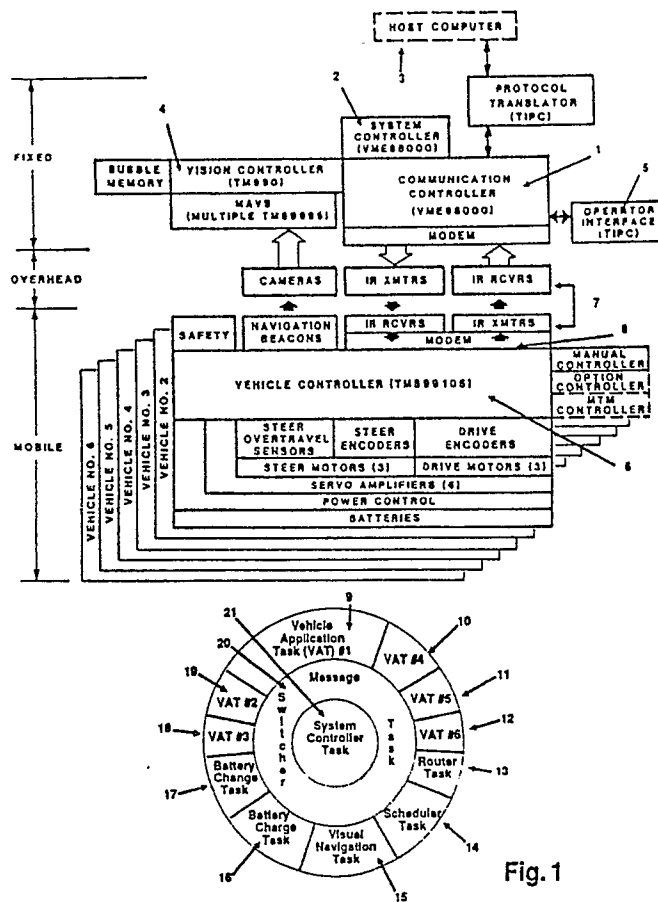 HOST COMPUTER
3
2
4
PROTOCOL
TRANSLATOR
(TIPC)
SYSTEM
CONTROLLER
(VME68000)
1
FIXED
BUBBLE
MEMORY
VISION CONTROLLER
(TM990)
COMMUNICATION
CONTROLLER
(VME68000)
5
MAVS
(MULTIPLE TMS9995)
OPERATOR
INTERFACE
(TIPC)
MODEM
OVERHEAD
CAMERAS
IR XMTRS
IR RCVRS
7
SAFETY
NAVIGATION
BEACONS
IR RCVRS
IR XMTRS
MODEM
8
MOBILE
VEHICLE NO. 6
VEHICLE NO. 5
VEHICLE NO. 4
VEHICLE NO. 3
VEHICLE NO. 2
VEHICLE CONTROLLER (TMS99105)
MANUAL
CONTROLLER
OPTION
CONTROLLER
MTM
CONTROLLER
6
STEER
OVERTRAVEL
SENSORS
STEER
ENCODERS
DRIVE
ENCODERS
STEER MOTORS (3)
DRIVE MOTORS (3)
SERVO AMPLIFIERS (6)
POWER CONTROL
BATTERIES
21
9
20
10
Vehicle
Application
Task (VAT) #1
19
VAT #4
11
Message
VAT #2
VAT #5
12
18
Switcher
System
Controller
Task
Task
VAT #3
VAT #6
Router
Task
13
17
Battery
Change
Task
Scheduler
Task
14
Battery
Charge
Task
Visual
Navigation
Task
16
15
Fig. 1